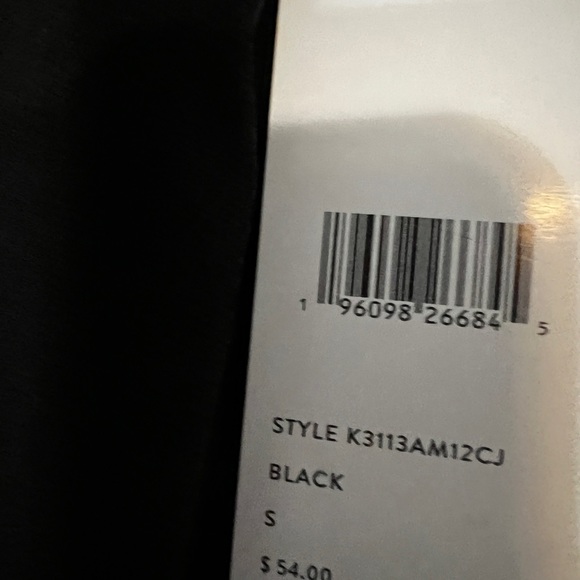 1 96098 26684 5
STYLE K3113AM12CJ
BLACK
S
$ 54.00